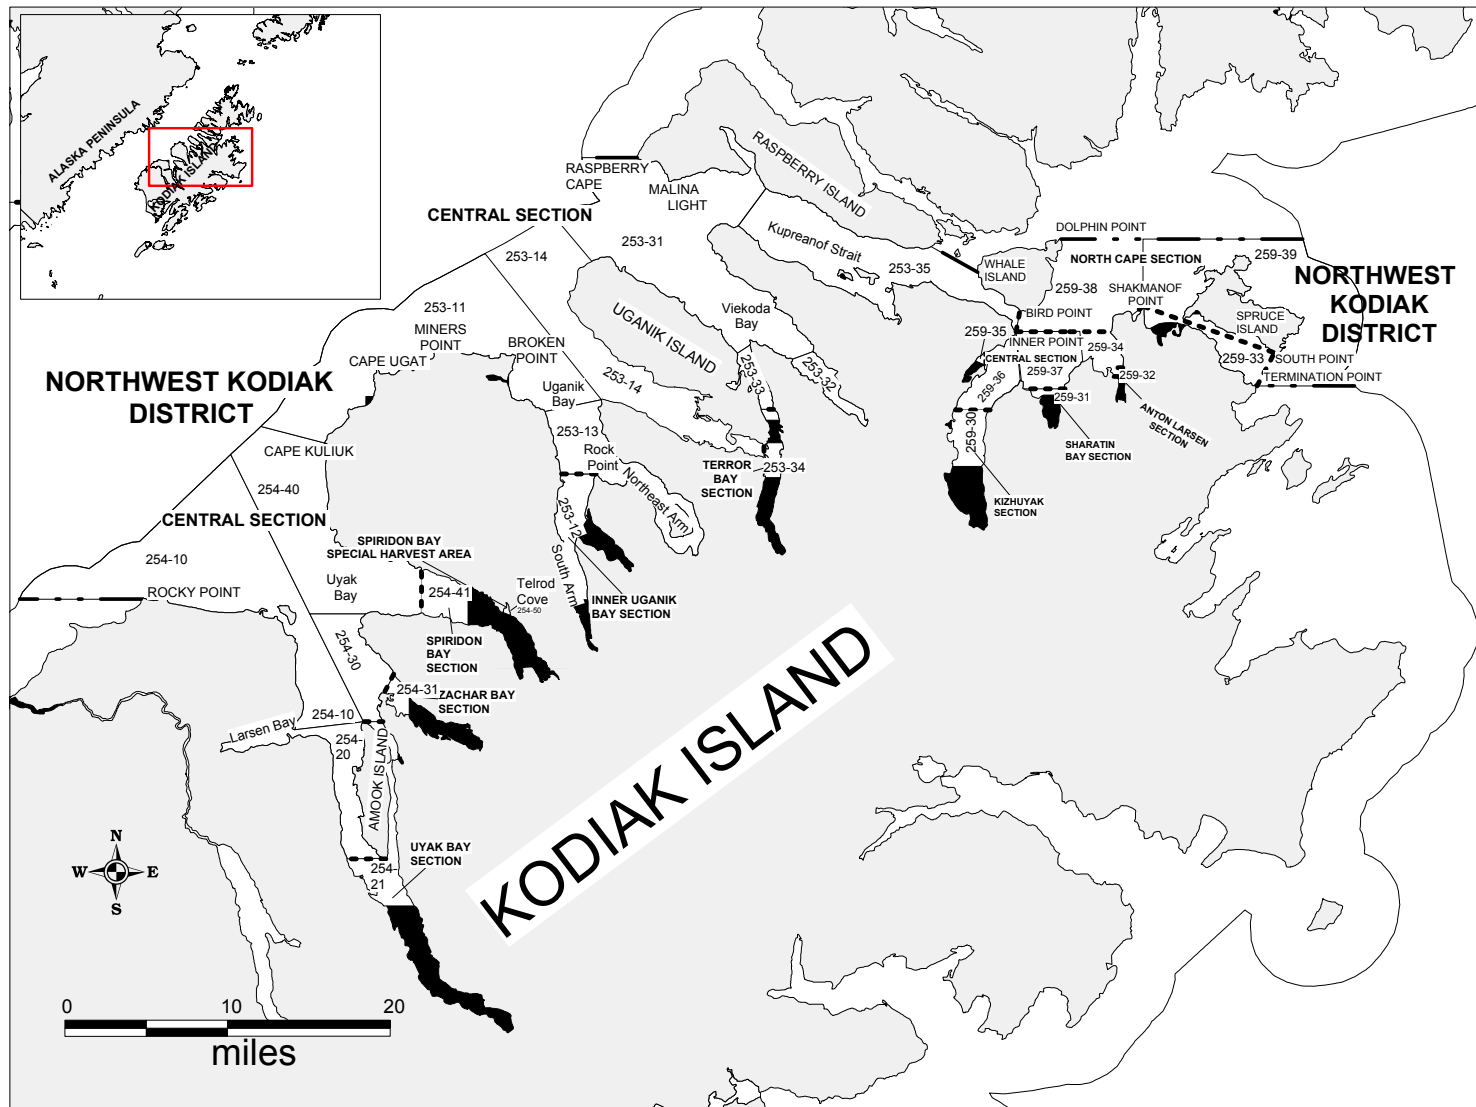 ALASKA PENINSULA
KODIAK ISLAND
RASPBERRY
CAPE
MALINA
LIGHT
RASPBERRY ISLAND
CENTRAL SECTION
253-14
253-31
Kupreanof Strait
253-35
WHALE
ISLAND
DOLPHIN POINT
NORTH CAPE SECTION
259-39
259-38
SHAKMANOF
POINT
NORTHWEST
KODIAK
DISTRICT
BIRD POINT
SPRUCE
ISLAND
253-11
MINERS
POINT
BROKEN
POINT
CAPE UGAT
UGANIK ISLAND
Viekoda
Bay
259-35
INNER POINT
259-34
CENTRAL SECTION
259-37
259-33
SOUTH POINT
TERMINATION POINT
NORTHWEST KODIAK
DISTRICT
Uganik
Bay
253-14
253-33
253-32
259-36
259-31
259-32
ANTON LARSEN
SECTION
SHARATIN
BAY SECTION
253-13
Rock
Point
Northeast Arm
TERROR
BAY
SECTION
253-34
259-30
KIZHUYAK
SECTION
CAPE KULIUK
254-40
CENTRAL SECTION
253-12
South Arm
SPIRIDON BAY
SPECIAL HARVEST AREA
254-10
ROCKY POINT
Uyak
Bay
254-41
Telrod
Cove
254-50
INNER UGANIK
BAY SECTION
SPIRIDON
BAY
SECTION
254-30
254-31
ZACHAR BAY
SECTION
Larsen Bay
254-10
254-
20
AMOOK ISLAND
KODIAK ISLAND
UYAK BAY
SECTION
254-
21
N
W
E
S
0
10
20
miles